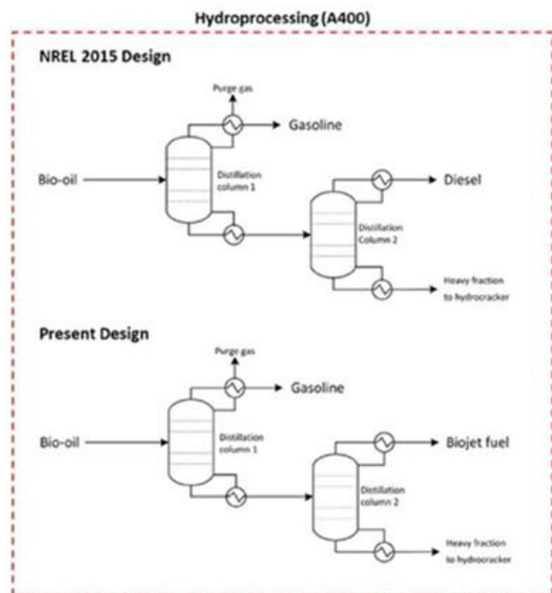 Hydroprocessing (A400)
NREL 2015 Design
Purge gas
Gasoline
Bio-oil
Distillation
column 1
Diesel
Distillation
Column 2
Heavy fraction
to hydrocracker
Present Design
Purge gas
Gasoline
Bio-oil
Distillation
column 1
Biojet fuel
Distillation
column 2
Heavy fraction
to hydrocracker